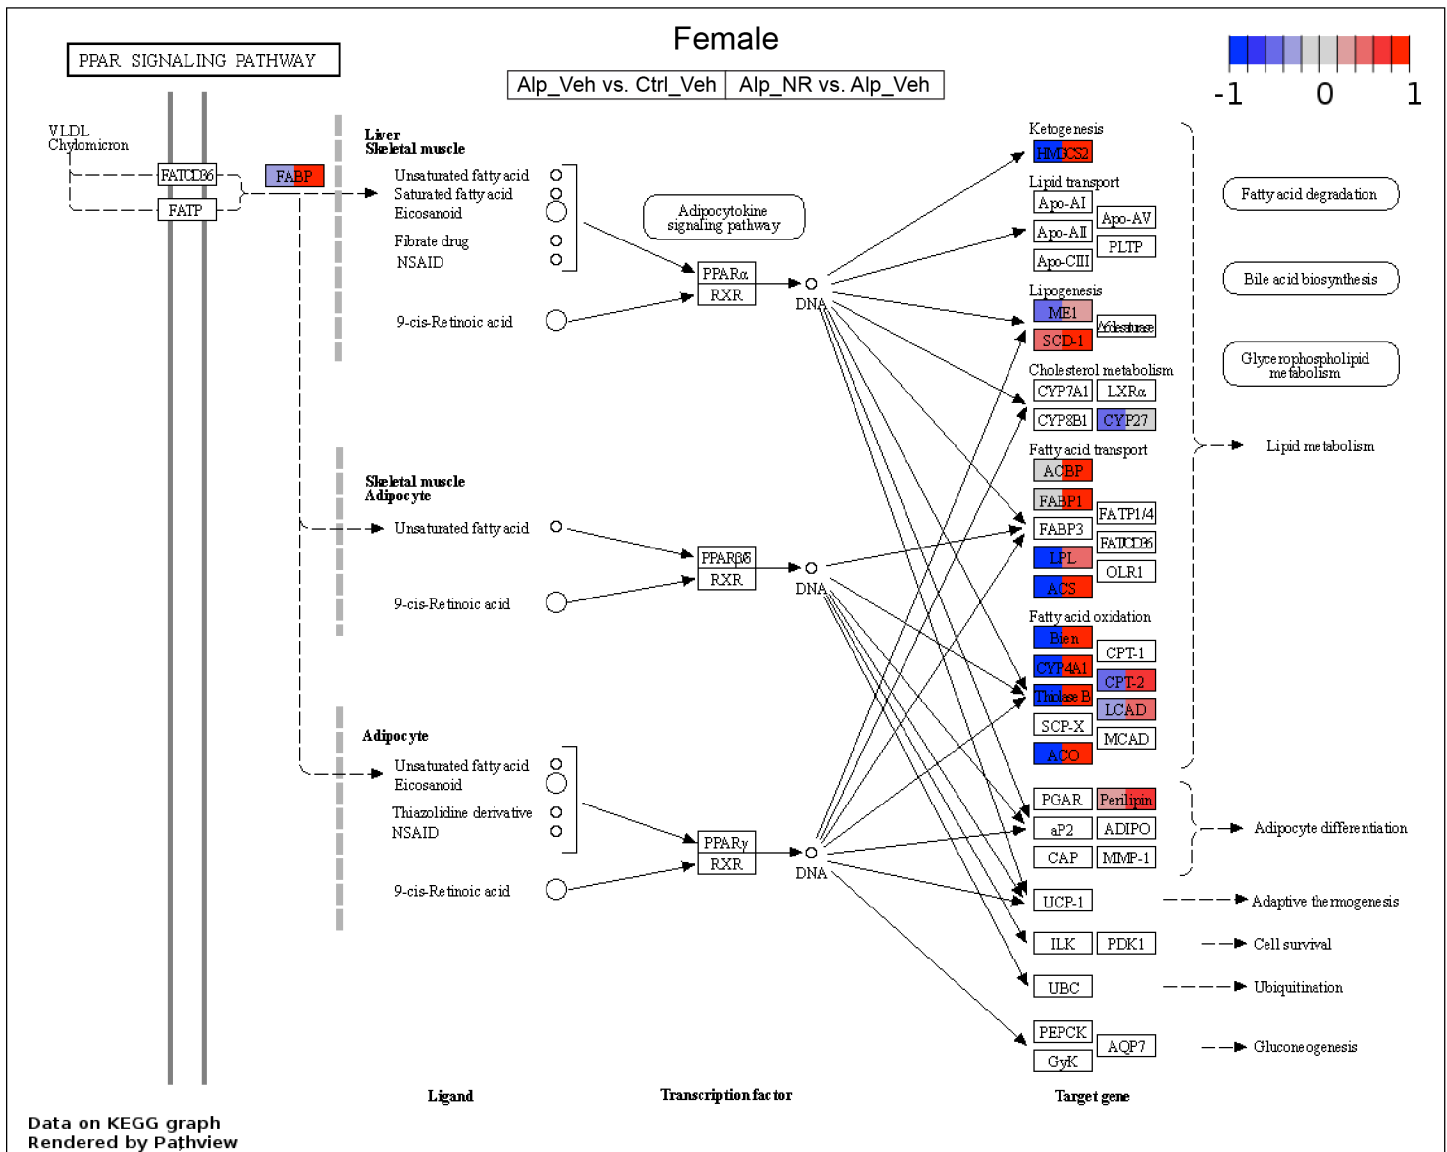 Female
PPAR SIGNALING PATHWAY
Alp_Veh vs. Ctrl_Veh
Alp_NR vs. Alp_Veh
-1
0
1
VLDL
Chylomicron
FATCD36
FATP
FABP
Liver
Skeletal muscle
Unsaturated fatty acid
Saturated fatty acid
Eicosanoid
Fibrate drug
NSAID
9-cis-Retinoic acid
Adipocytokine
signaling pathway
PPARα
RXR
DNA
Skeletal muscle
Adipocyte
Unsaturated fatty acid
9-cis-Retinoic acid
PPARβ/δ
RXR
DNA
Adipocyte
Unsaturated fatty acid
Eicosanoid
Thiazolidine derivative
NSAID
9-cis-Retinoic acid
PPARγ
RXR
DNA
Ketogenesis
HMGCS2
Lipid transport
Apo-AI
Apo-AII
Apo-CIII
Apo-AV
PLTP
Lipogenesis
ME1
SCD-1
Cholesterol metabolism
CYP7A1
LXRα
CYP8B1
CYP27
Fatty acid transport
ACBP
FABP1
FABP3
LPL
ACS
FATP1/4
FATCD36
OLR1
Fatty acid oxidation
Bien
CYP4A1
Thiolase B
SCP-X
ACO
CPT-1
CPT-2
LCAD
MCAD
PGAR
Perilipin
aP2
ADIPO
CAP
MMP-1
UCP-1
ILK
PDK1
UBC
PEPCK
GyK
AQP7
Fatty acid degradation
Bile acid biosynthesis
Glycerophospholipid
metabolism
Lipid metabolism
Adipocyte differentiation
Adaptive thermogenesis
Cell survival
Ubiquitination
Gluconeogenesis
Ligand
Transcription factor
Target gene
Data on KEGG graph
Rendered by Pathview